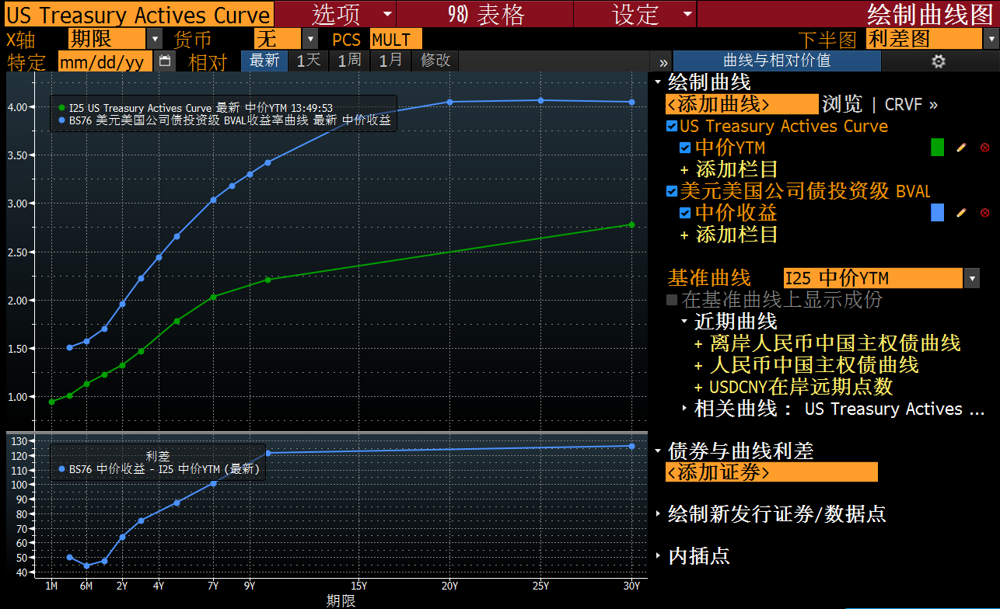 US Treasury Actives Curve 选项 98) 表格 设定 绘制曲线图
X轴 期限 货币 无 PCS MULT 下半图 利差图
特定 mm/dd/yy 相对 最新 1天 1周 1月 修改 » 曲线与相对价值
绘制曲线
<添加曲线> 浏览 | CRVF »
US Treasury Actives Curve
中价YTM
+ 添加栏目
美元美国公司债投资级 BVAL
中价收益
+ 添加栏目
基准曲线 I25 中价YTM
在基准曲线上显示成份
近期曲线
+ 离岸人民币中国主权债曲线
+ 人民币中国主权债曲线
+ USDCNY在岸远期点数
相关曲线： US Treasury Actives ...
债券与曲线利差
<添加证券>
绘制新发行证券/数据点
内插点
I25 US Treasury Actives Curve 最新 中价YTM 13:49:53
BS76 美元美国公司债投资级 BVAL收益率曲线 最新 中价收益
4.00
3.50
3.00
2.50
2.00
1.50
1.00
利差
BS76 中价收益 - I25 中价YTM (最新)
130
120
110
100
90
80
70
60
50
40
1M 6M 2Y 4Y 7Y 9Y 15Y 20Y 25Y 30Y
期限